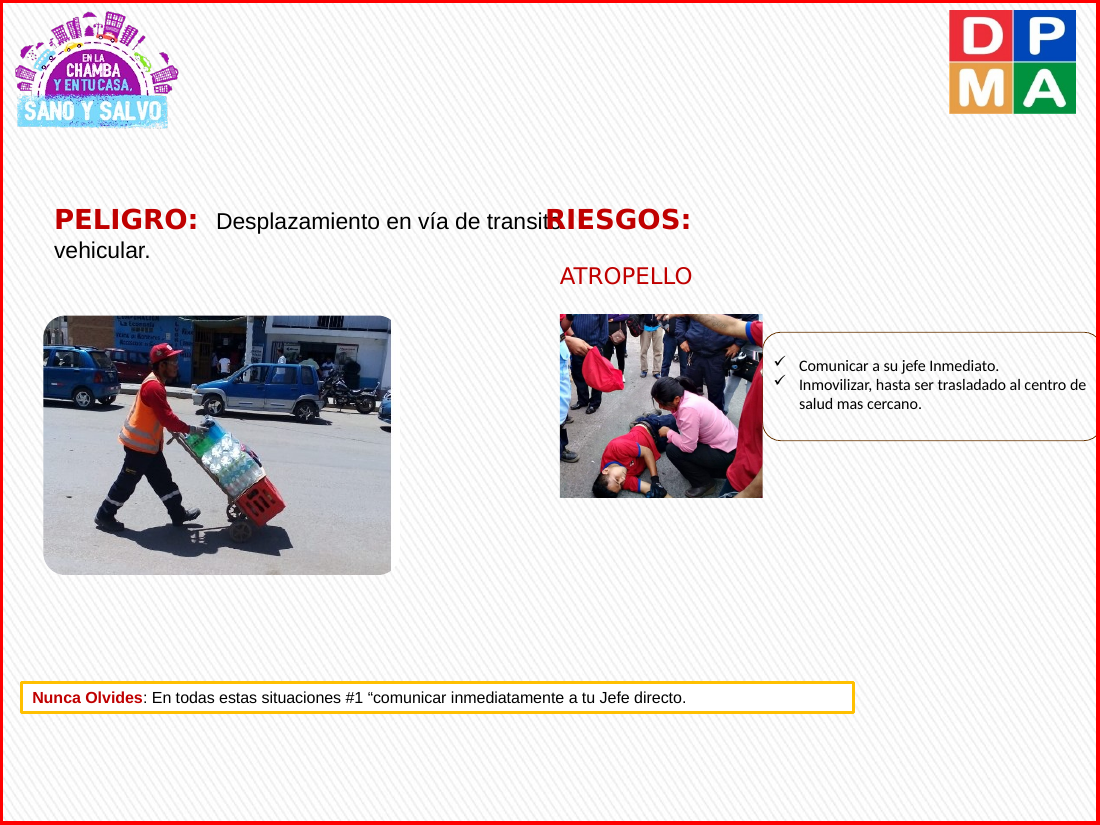 EN LA
CHAMBA
Y EN TU CASA,
SANO Y SALVO
D P
M A
PELIGRO: Desplazamiento en vía de transito
vehicular.
RIESGOS:
ATROPELLO
✓ Comunicar a su jefe Inmediato.
✓ Inmovilizar, hasta ser trasladado al centro de
salud mas cercano.
Nunca Olvides: En todas estas situaciones #1 “comunicar inmediatamente a tu Jefe directo.